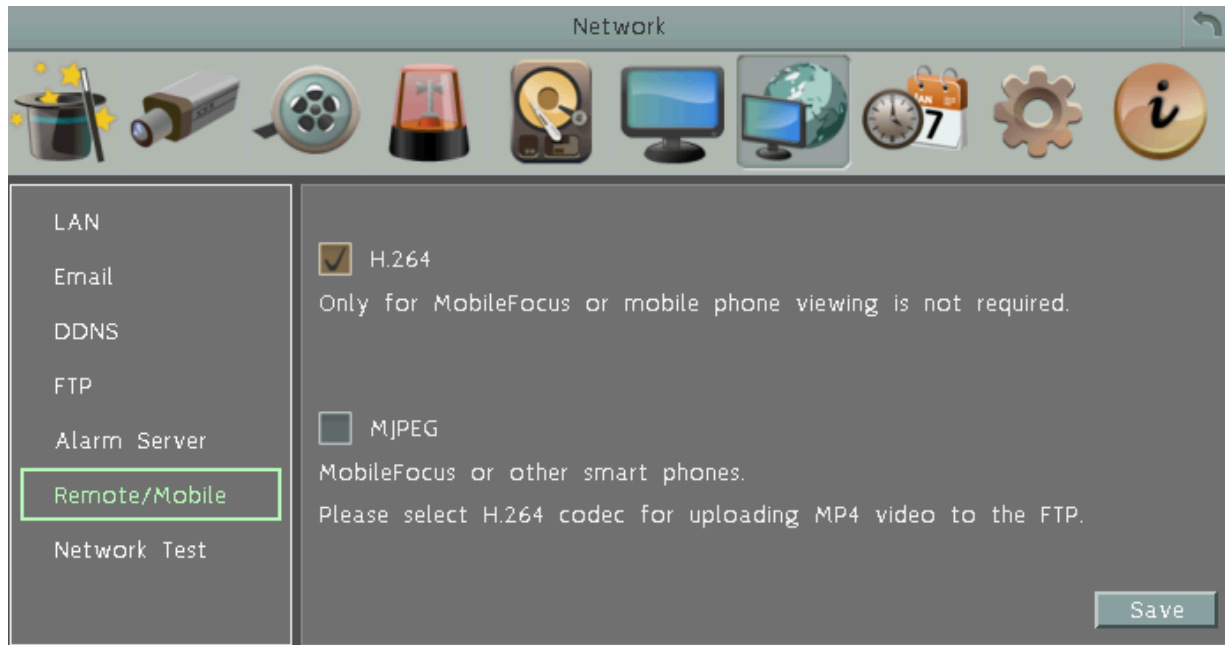 Network
JAN
7
i
LAN
Email
DDNS
FTP
Alarm Server
Remote/Mobile
Network Test
H.264
Only for MobileFocus or mobile phone viewing is not required.
MJPEG
MobileFocus or other smart phones.
Please select H.264 codec for uploading MP4 video to the FTP.
Save